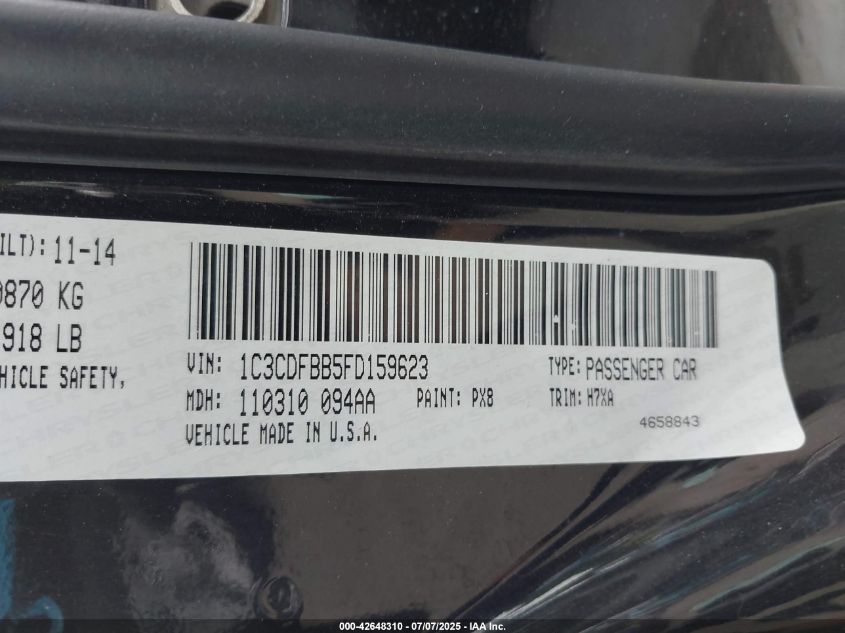 ILT): 11-14
0870 KG
918 LB
HICLE SAFETY,
VIN: 1C3CDFBB5FD159623
TYPE: PASSENGER CAR
MDH: 110310 094AA
PAINT: PX8
TRIM: H7XA
VEHICLE MADE IN U.S.A.
4658843
000-42648310 - 07/07/2025 - IAA Inc.